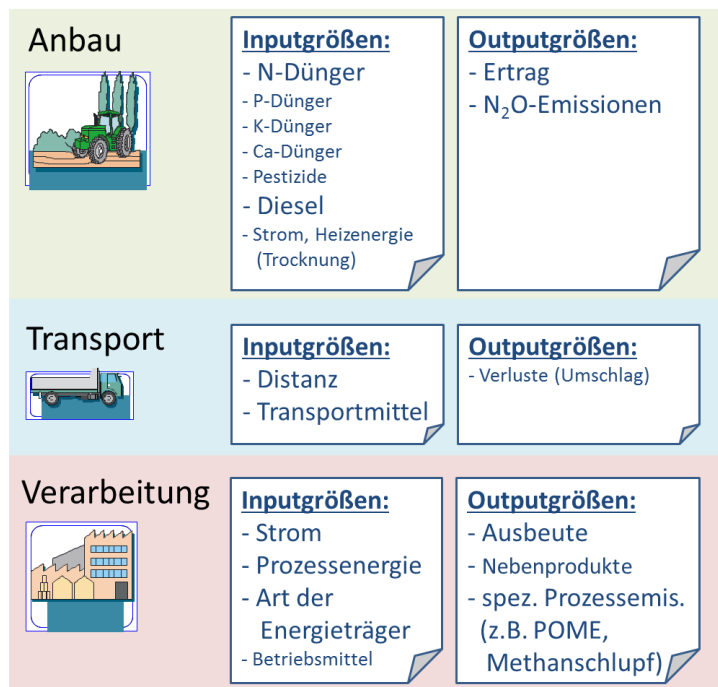 Anbau
Inputgrößen:
- N-Dünger
- P-Dünger
- K-Dünger
- Ca-Dünger
- Pestizide
- Diesel
- Strom, Heizenergie
(Trocknung)
Outputgrößen:
- Ertrag
- N₂O-Emissionen
Transport
Inputgrößen:
- Distanz
- Transportmittel
Outputgrößen:
- Verluste (Umschlag)
Verarbeitung
Inputgrößen:
- Strom
- Prozessenergie
- Art der
Energieträger
- Betriebsmittel
Outputgrößen:
- Ausbeute
- Nebenprodukte
- spez. Prozessemis.
(z.B. POME,
Methanschlupf)